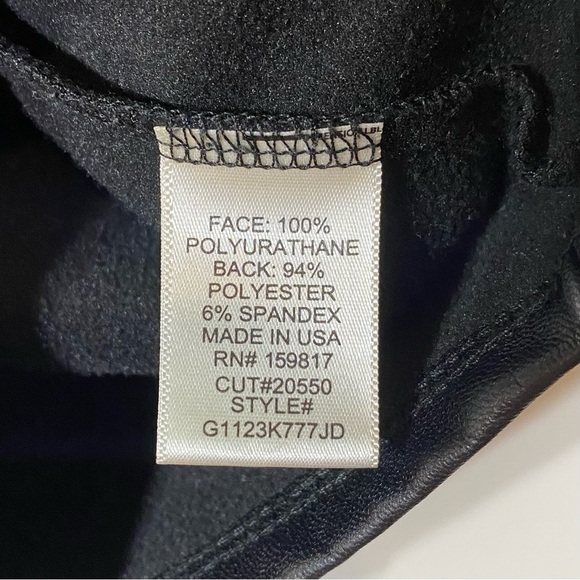 FACE: 100%
POLYURATHANE
BACK: 94%
POLYESTER
6% SPANDEX
MADE IN USA
RN# 159817
CUT#20550
STYLE#
G1123K777JD